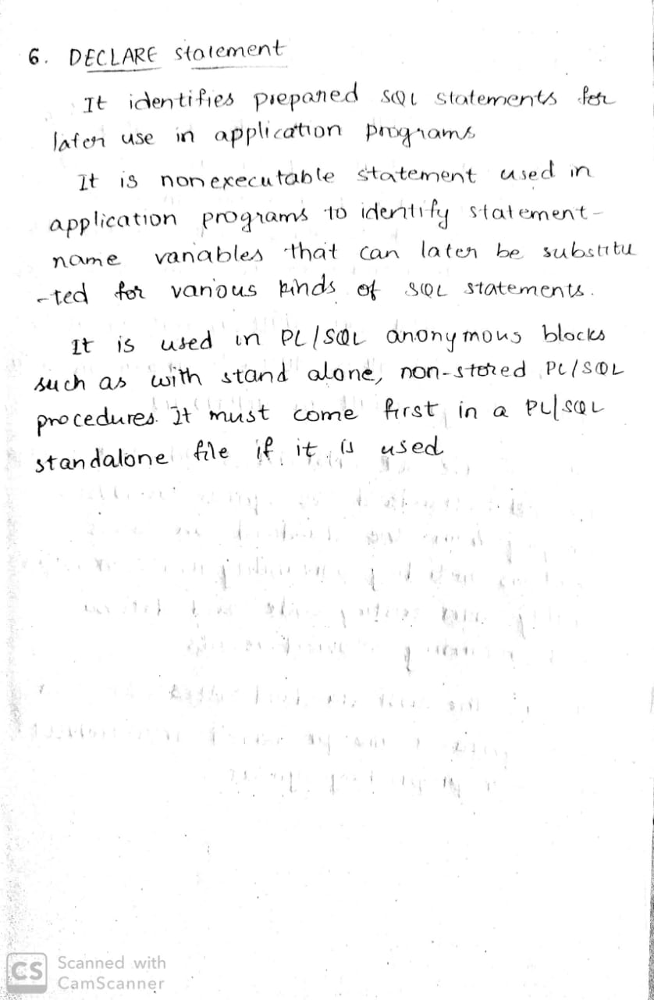 6. DECLARE statement
It identifies prepared SQL statements for
later use in application programs
It is nonexecutable statement used in
application programs to identify statement-
name variables that can later be substitu
-ted for various kinds of SQL statements.
It is used in PL/SQL anonymous blocks
such as with stand alone, non-stored PL/SQL
procedures. It must come first in a PL/SQL
standalone file if it is used
CS Scanned with
CamScanner